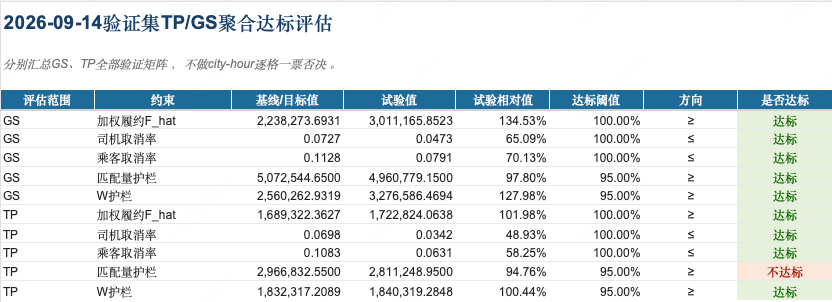 2026-09-14验证集TP/GS聚合达标评估
分别汇总GS、TP全部验证矩阵，不做city-hour逐格一票否决。
评估范围 约束 基线/目标值 试验值 试验相对值 达标阈值 方向 是否达标
GS 加权履约F_hat 2,238,273.6931 3,011,165.8523 134.53% 100.00% ≥ 达标
GS 司机取消率 0.0727 0.0473 65.09% 100.00% ≤ 达标
GS 乘客取消率 0.1128 0.0791 70.13% 100.00% ≤ 达标
GS 匹配量护栏 5,072,544.6500 4,960,779.1500 97.80% 95.00% ≥ 达标
GS W护栏 2,560,262.9319 3,276,586.4694 127.98% 95.00% ≥ 达标
TP 加权履约F_hat 1,689,322.3627 1,722,824.0638 101.98% 100.00% ≥ 达标
TP 司机取消率 0.0698 0.0342 48.93% 100.00% ≤ 达标
TP 乘客取消率 0.1083 0.0631 58.25% 100.00% ≤ 达标
TP 匹配量护栏 2,966,832.5500 2,811,248.9500 94.76% 95.00% ≥ 不达标
TP W护栏 1,832,317.2089 1,840,319.2848 100.44% 95.00% ≥ 达标